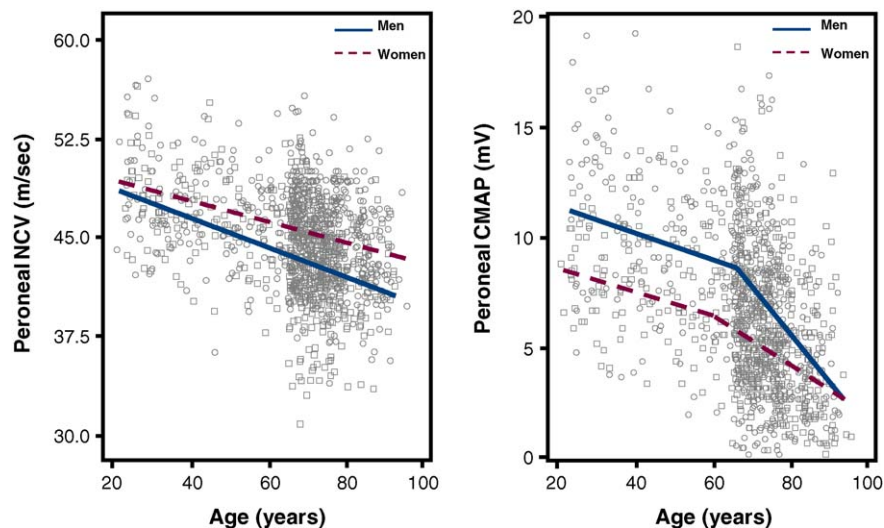 Men
Women
60.0
52.5
45.0
37.5
30.0
Peroneal NCV (m/sec)
20
40
60
80
100
Age (years)
Men
Women
20
15
10
5
0
Peroneal CMAP (mV)
20
40
60
80
100
Age (years)